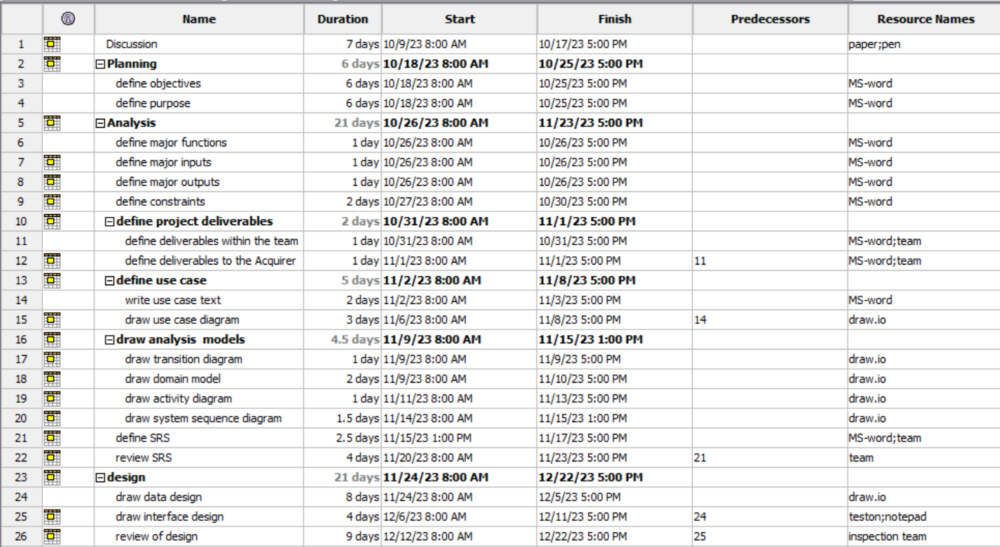 Name Duration Start Finish Predecessors Resource Names
1 Discussion 7 days 10/9/23 8:00 AM 10/17/23 5:00 PM paper;pen
2 Planning 6 days 10/18/23 8:00 AM 10/25/23 5:00 PM
3 define objectives 6 days 10/18/23 8:00 AM 10/25/23 5:00 PM MS-word
4 define purpose 6 days 10/18/23 8:00 AM 10/25/23 5:00 PM MS-word
5 Analysis 21 days 10/26/23 8:00 AM 11/23/23 5:00 PM
6 define major functions 1 day 10/26/23 8:00 AM 10/26/23 5:00 PM MS-word
7 define major inputs 1 day 10/26/23 8:00 AM 10/26/23 5:00 PM MS-word
8 define major outputs 1 day 10/26/23 8:00 AM 10/26/23 5:00 PM MS-word
9 define constraints 2 days 10/27/23 8:00 AM 10/30/23 5:00 PM MS-word
10 define project deliverables 2 days 10/31/23 8:00 AM 11/1/23 5:00 PM
11 define deliverables within the team 1 day 10/31/23 8:00 AM 10/31/23 5:00 PM MS-word;team
12 define deliverables to the Acquirer 1 day 11/1/23 8:00 AM 11/1/23 5:00 PM 11 MS-word;team
13 define use case 5 days 11/2/23 8:00 AM 11/8/23 5:00 PM
14 write use case text 2 days 11/2/23 8:00 AM 11/3/23 5:00 PM MS-word
15 draw use case diagram 3 days 11/6/23 8:00 AM 11/8/23 5:00 PM 14 draw.io
16 draw analysis models 4.5 days 11/9/23 8:00 AM 11/15/23 1:00 PM
17 draw transition diagram 1 day 11/9/23 8:00 AM 11/9/23 5:00 PM draw.io
18 draw domain model 2 days 11/9/23 8:00 AM 11/10/23 5:00 PM draw.io
19 draw activity diagram 1 day 11/11/23 8:00 AM 11/13/23 5:00 PM draw.io
20 draw system sequence diagram 1.5 days 11/14/23 8:00 AM 11/15/23 1:00 PM draw.io
21 define SRS 2.5 days 11/15/23 1:00 PM 11/17/23 5:00 PM MS-word;team
22 review SRS 4 days 11/20/23 8:00 AM 11/23/23 5:00 PM 21 team
23 design 21 days 11/24/23 8:00 AM 12/22/23 5:00 PM
24 draw data design 8 days 11/24/23 8:00 AM 12/5/23 5:00 PM draw.io
25 draw interface design 4 days 12/6/23 8:00 AM 12/11/23 5:00 PM 24 teston;notepad
26 review of design 9 days 12/12/23 8:00 AM 12/22/23 5:00 PM 25 inspection team